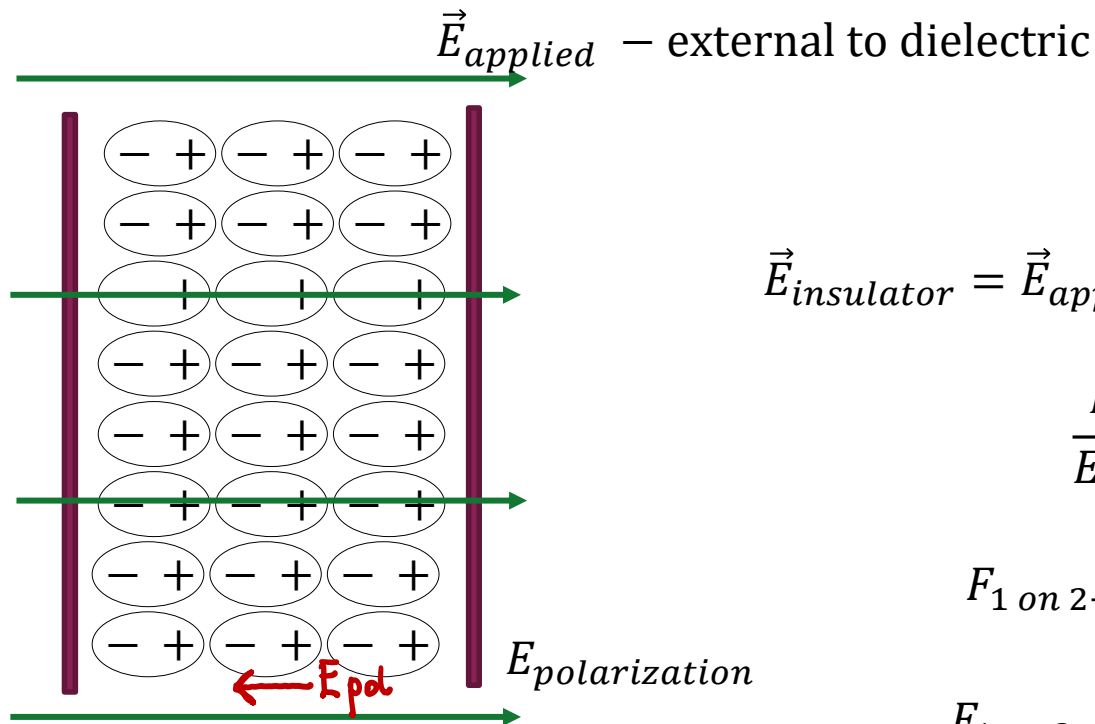 E⃗applied − external to dielectric
− + − + − +
− + − + − +
− + − + − +
E⃗insulator = E⃗app
− + − + − +
− + − + − +
E
− + − + − +
− + − + − +
F1 on 2
− + − + − +
Epol
Epolarization